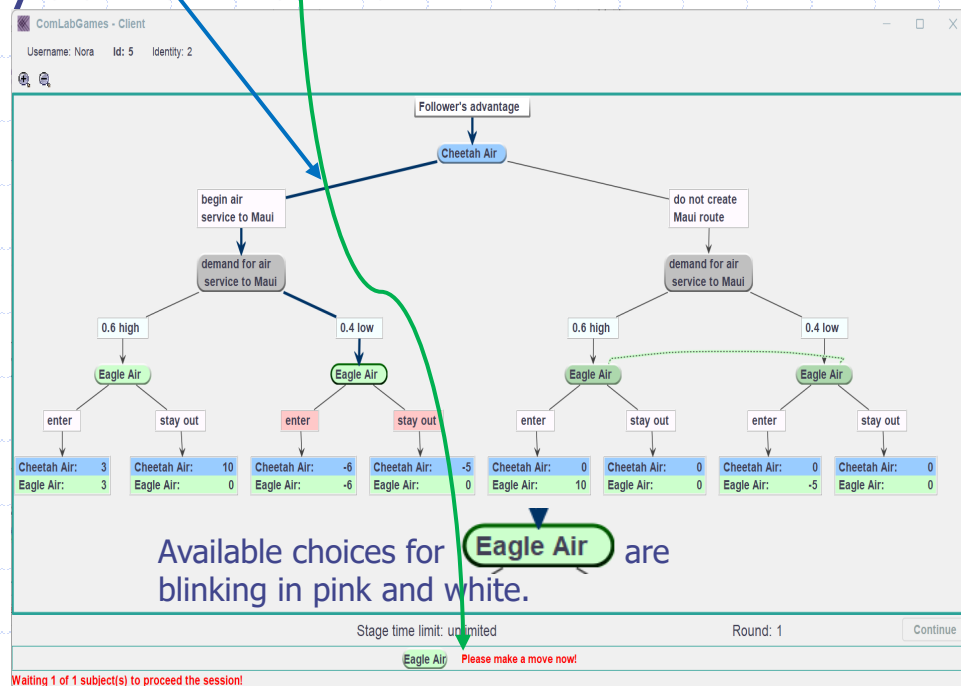 ComLabGames - Client
Username: Nora Id: 5 Identity: 2
Follower's advantage
Cheetah Air
begin air
service to Maui
do not create
Maui route
demand for air
service to Maui
demand for air
service to Maui
0.6 high
0.4 low
0.6 high
0.4 low
Eagle Air
Eagle Air
Eagle Air
Eagle Air
enter
stay out
enter
stay out
enter
stay out
enter
stay out
Cheetah Air: 3
Eagle Air: 3
Cheetah Air: 10
Eagle Air: 0
Cheetah Air: -6
Eagle Air: -6
Cheetah Air: -5
Eagle Air: 0
Cheetah Air: 0
Eagle Air: 10
Cheetah Air: 0
Eagle Air: 0
Cheetah Air: 0
Eagle Air: -5
Cheetah Air: 0
Eagle Air: 0
Available choices for Eagle Air are
blinking in pink and white.
Stage time limit: unlimited
Round: 1
Continue
Eagle Air Please make a move now!
Waiting 1 of 1 subject(s) to proceed the session!